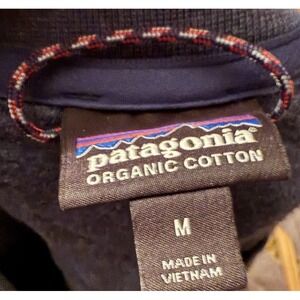 patagonia®
ORGANIC COTTON
M
MADE IN
VIETNAM